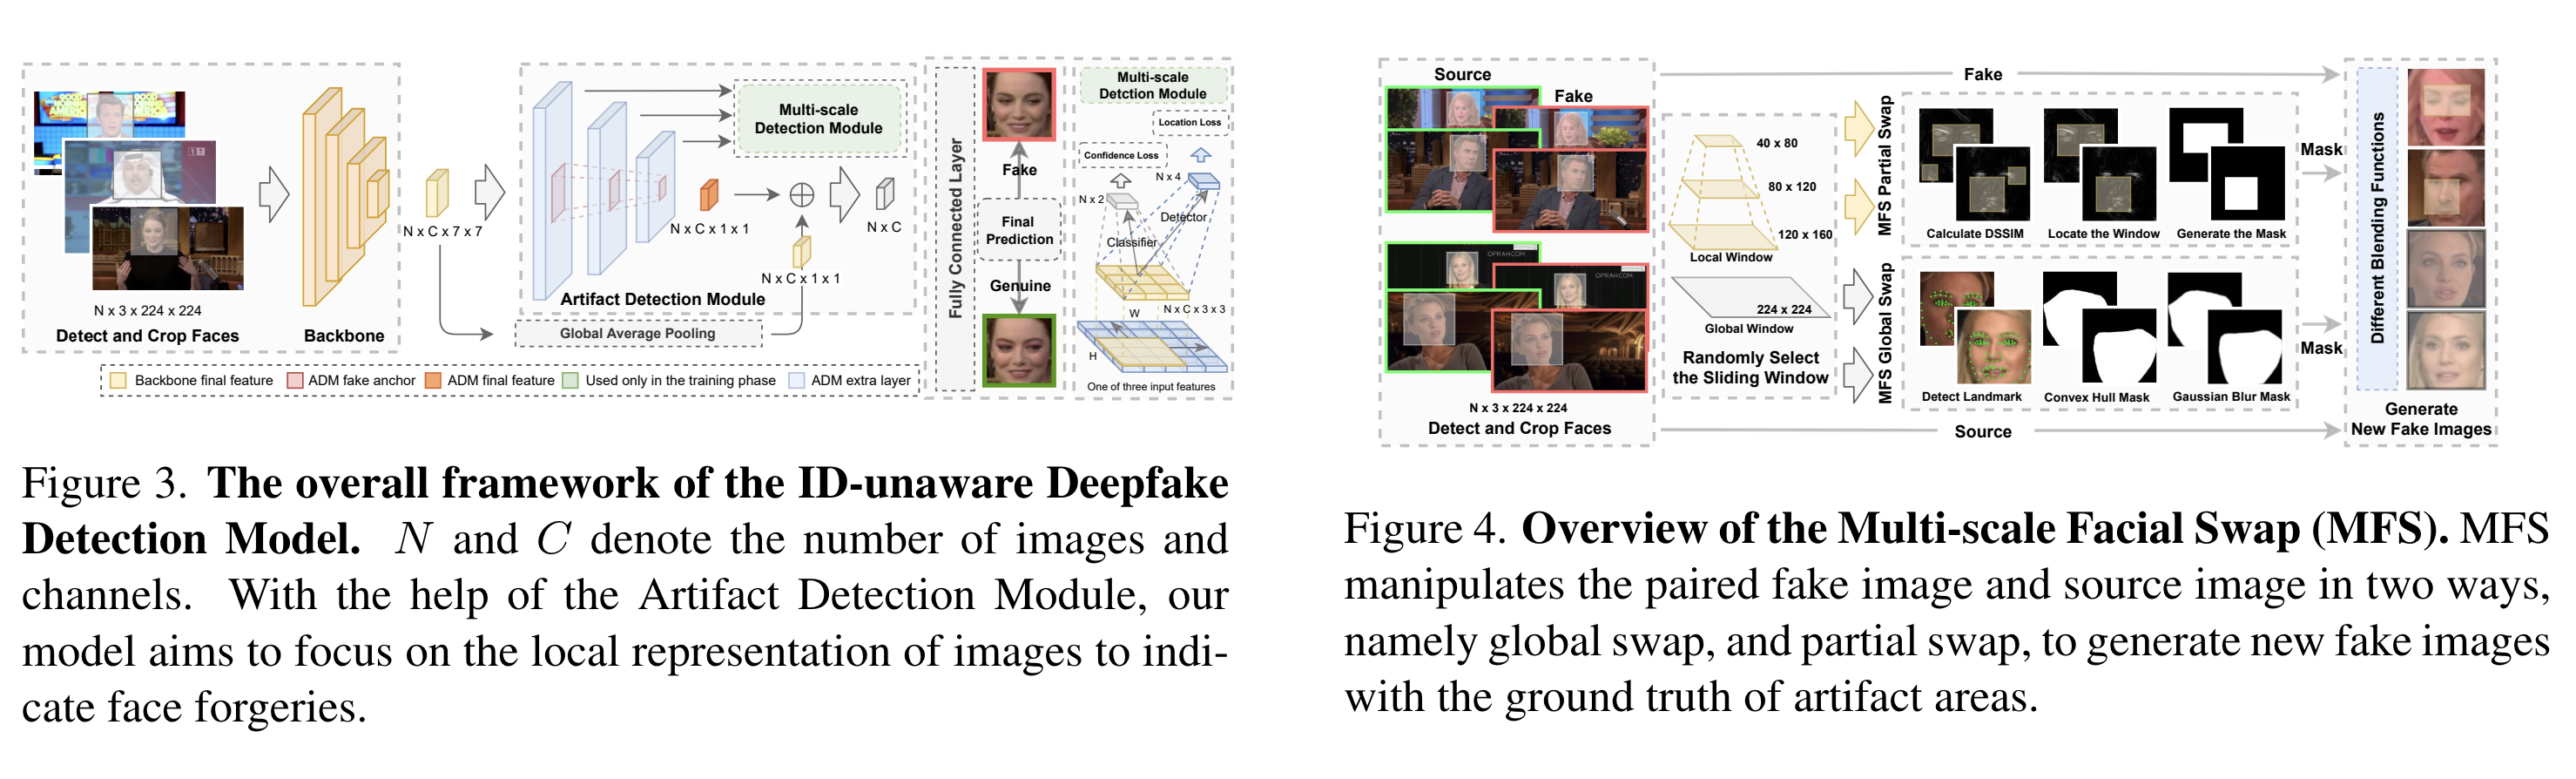 N x 3 x 224 x 224
Detect and Crop Faces
Backbone
N x C x 7 x 7
Multi-scale
Detection Module
N x C x 1 x 1
N x C
N x C x 1 x 1
Artifact Detection Module
Global Average Pooling
Backbone final feature
ADM fake anchor
ADM final feature
Used only in the training phase
ADM extra layer
Fully Connected Layer
Fake
Final
Prediction
Genuine
Multi-scale
Detction Module
Location Loss
Confidence Loss
N x 4
N x 2
Detector
Classifier
N x C x 3 x 3
W
H
One of three input features
Figure 3. The overall framework of the ID-unaware Deepfake
Detection Model. N and C denote the number of images and
channels. With the help of the Artifact Detection Module, our
model aims to focus on the local representation of images to indi-
cate face forgeries.
Source
Fake
OPRAH.COM
OPRAH.COM
N x 3 x 224 x 224
Detect and Crop Faces
40 x 80
80 x 120
120 x 160
Local Window
224 x 224
Global Window
Randomly Select
the Sliding Window
Fake
MFS Partial Swap
Calculate DSSIM
Locate the Window
Generate the Mask
Mask
MFS Global Swap
Detect Landmark
Convex Hull Mask
Gaussian Blur Mask
Mask
Source
Different Blending Functions
Generate
New Fake Images
Figure 4. Overview of the Multi-scale Facial Swap (MFS). MFS
manipulates the paired fake image and source image in two ways,
namely global swap, and partial swap, to generate new fake images
with the ground truth of artifact areas.